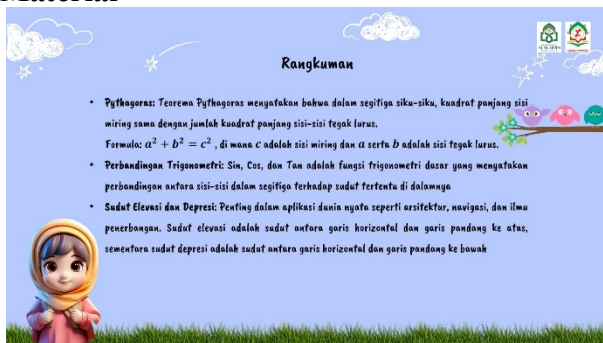 Rangkuman
• Pythagoras: Teorema Pythagoras menyatakan bahwa dalam segitiga siku-siku, kuadrat panjang sisi
miring sama dengan jumlah kuadrat panjang sisi-sisi tegak lurus.
Formula: a² + b² = c² , di mana c adalah sisi miring dan a serta b adalah sisi tegak lurus.
• Perbandingan Trigonometri: Sin, Cos, dan Tan adalah fungsi trigonometri dasar yang menyatakan
perbandingan antara sisi-sisi dalam segitiga terhadap sudut tertentu di dalamnya
• Sudut Elevasi dan Depresi: Penting dalam aplikasi dunia nyata seperti arsitektur, navigasi, dan ilmu
penerbangan. Sudut elevasi adalah sudut antara garis horizontal dan garis pandang ke atas,
sementara sudut depresi adalah sudut antara garis horizontal dan garis pandang ke bawah